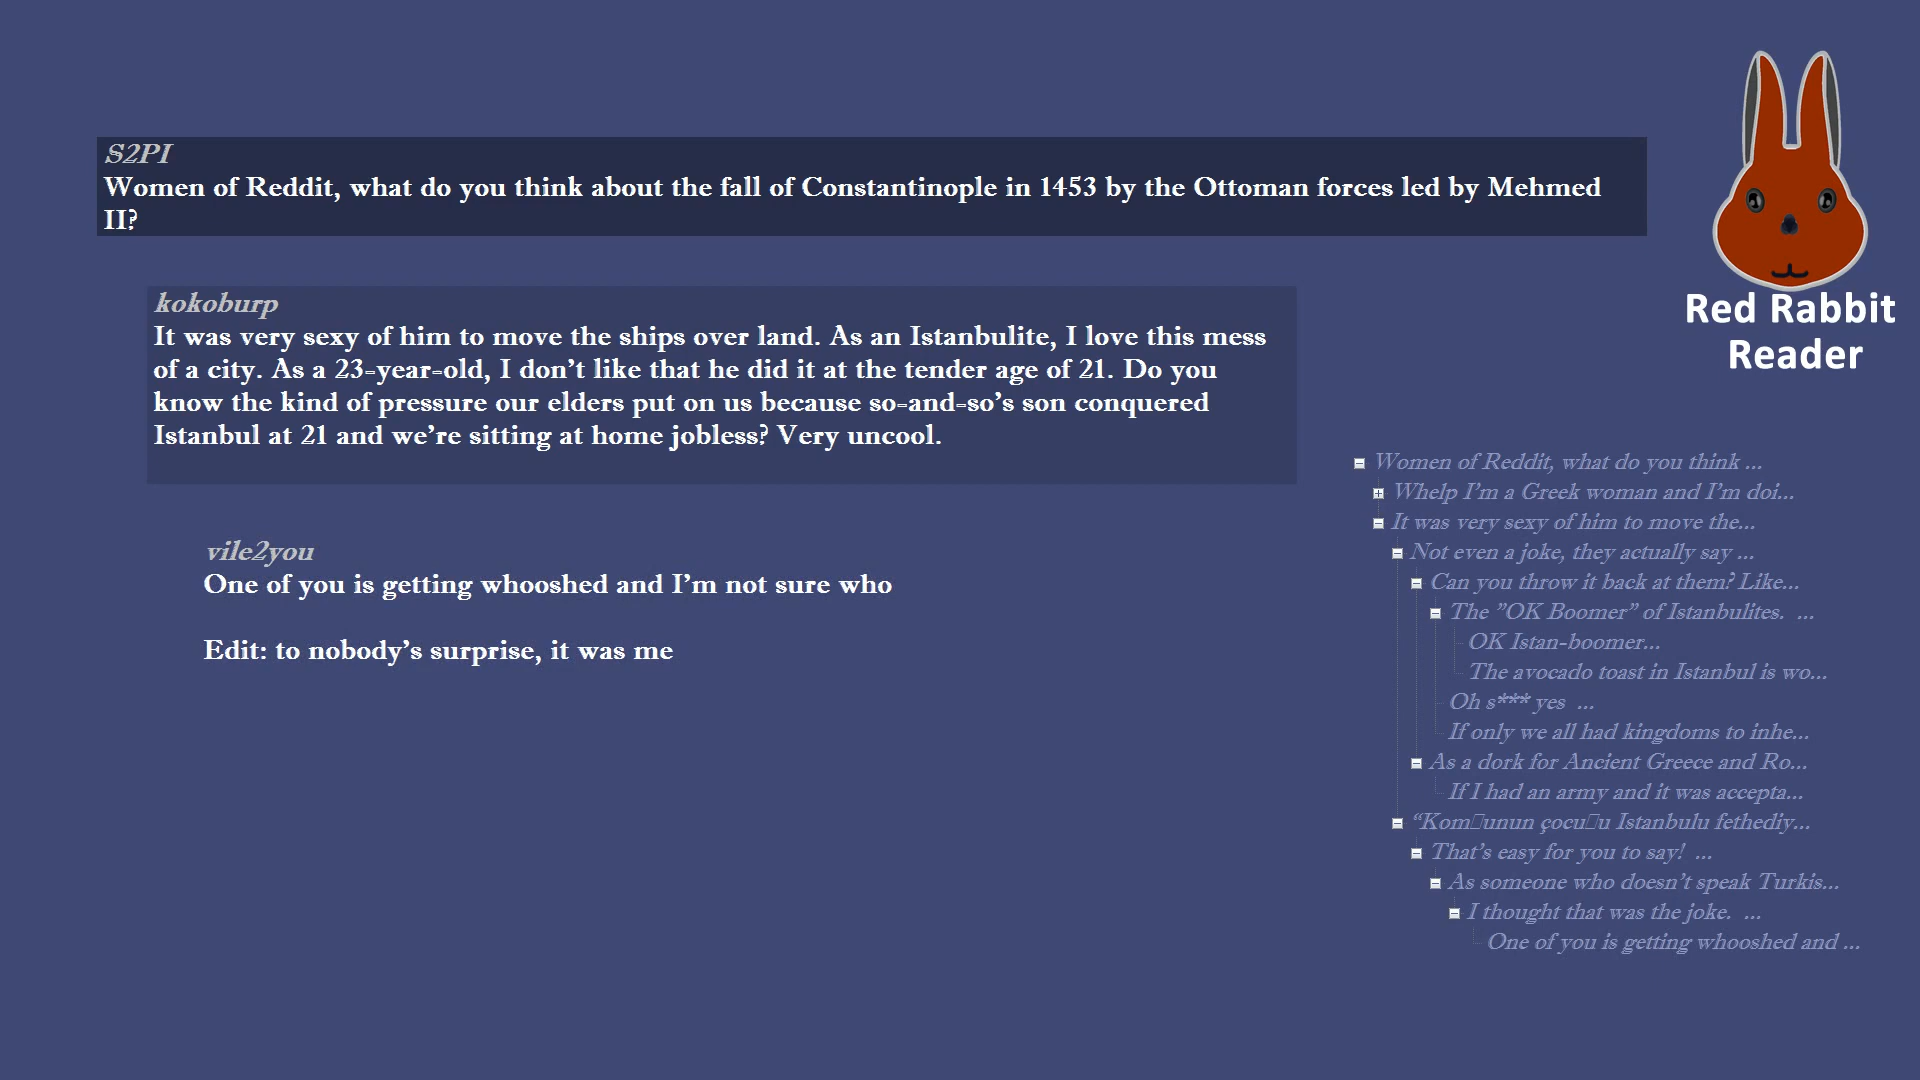 S2PI
Women of Reddit, what do you think about the fall of Constantinople in 1453 by the Ottoman forces led by Mehmed
II?
kokoburp
It was very sexy of him to move the ships over land. As an Istanbulite, I love this mess
of a city. As a 23-year-old, I don't like that he did it at the tender age of 21. Do you
know the kind of pressure our elders put on us because so-and-so's son conquered
Istanbul at 21 and we're sitting at home jobless? Very uncool.
vile2you
One of you is getting whooshed and I'm not sure who
Edit: to nobody's surprise, it was me
Red Rabbit
Reader
Women of Reddit, what do you think ...
Whelp I'm a Greek woman and I'm doi...
It was very sexy of him to move the...
Not even a joke, they actually say ...
Can you throw it back at them? Like...
The "OK Boomer" of Istanbulites. ...
OK Istan-boomer...
The avocado toast in Istanbul is wo...
Oh s*** yes ...
If only we all had kingdoms to inhe...
As a dork for Ancient Greece and Ro...
If I had an army and it was accepta...
“Kom□unun çocu□u Istanbulu fethediy...
That's easy for you to say! ...
As someone who doesn't speak Turkis...
I thought that was the joke. ...
One of you is getting whooshed and ...